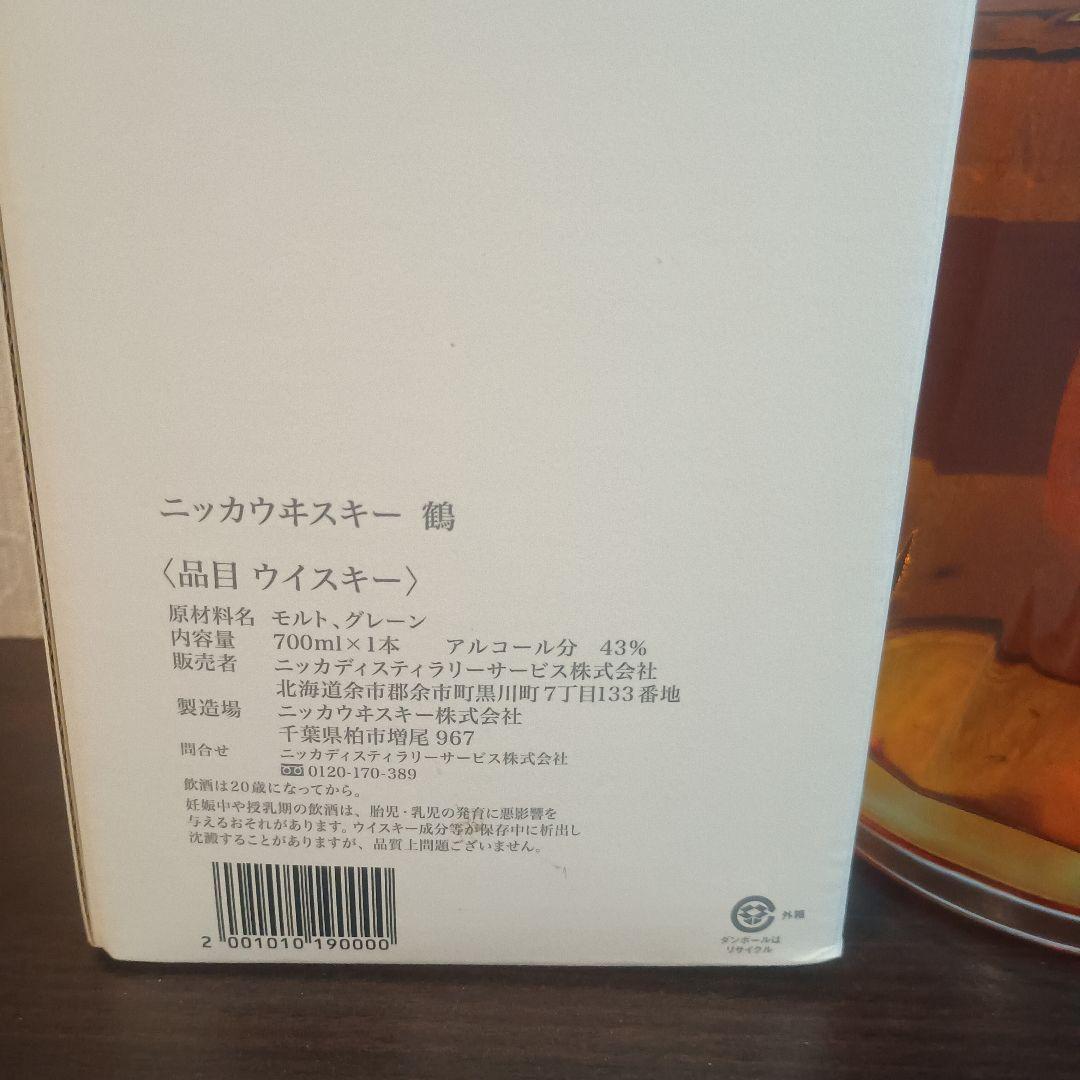 ニッカウヰスキー 鶴
〈品目 ウイスキー〉
原材料名 モルト、グレーン
内容量 700ml×1本 アルコール分 43%
販売者 ニッカディスティラリーサービス株式会社
北海道余市郡余市町黒川町7丁目133番地
製造場 ニッカウヰスキー株式会社
千葉県柏市増尾967
問合せ ニッカディスティラリーサービス株式会社
0120-170-389
飲酒は20歳になってから。
妊娠中や授乳期の飲酒は、胎児・乳児の発育に悪影響を
与えるおそれがあります。ウイスキー成分等が保存中に析出し
沈澱することがありますが、品質上問題ございません。
2 001010 190000
外箱
ダンボールは
リサイクル